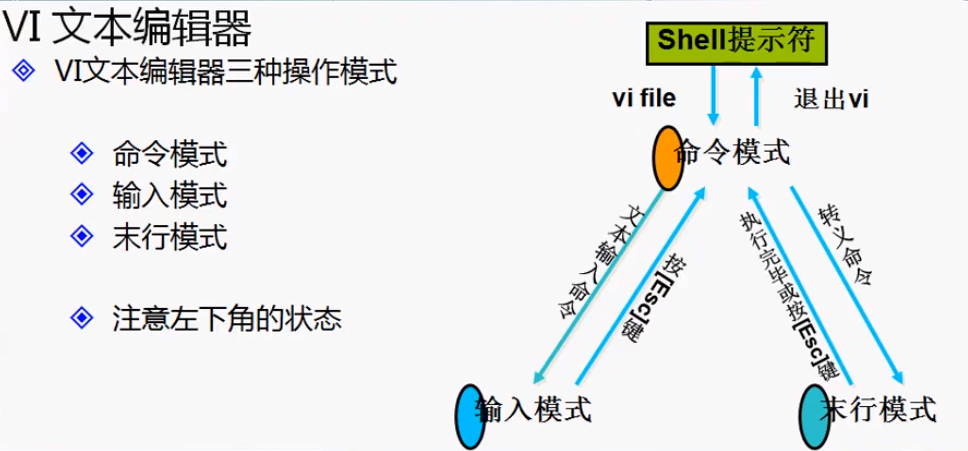 VI 文本编辑器
VI文本编辑器三种操作模式
命令模式
输入模式
末行模式
注意左下角的状态
Shell提示符
vi file
退出vi
命令模式
文本输入命令
按[Esc]键
执行完毕或按[Esc]键
转义命令
输入模式
末行模式